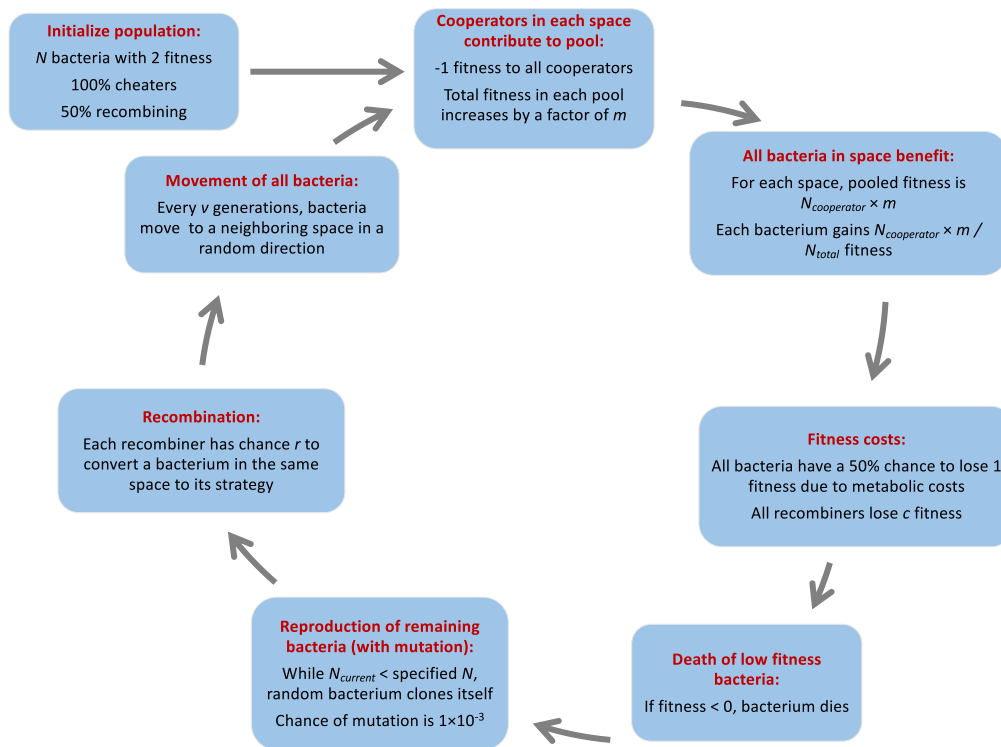 Initialize population:
N bacteria with 2 fitness
100% cheaters
50% recombining
Cooperators in each space
contribute to pool:
-1 fitness to all cooperators
Total fitness in each pool
increases by a factor of m
All bacteria in space benefit:
For each space, pooled fitness is
Ncooperator × m
Each bacterium gains Ncooperator × m /
Ntotal fitness
Fitness costs:
All bacteria have a 50% chance to lose 1
fitness due to metabolic costs
All recombiners lose c fitness
Death of low fitness
bacteria:
If fitness < 0, bacterium dies
Reproduction of remaining
bacteria (with mutation):
While Ncurrent < specified N,
random bacterium clones itself
Chance of mutation is 1×10-3
Recombination:
Each recombiner has chance r to
convert a bacterium in the same
space to its strategy
Movement of all bacteria:
Every v generations, bacteria
move to a neighboring space in a
random direction